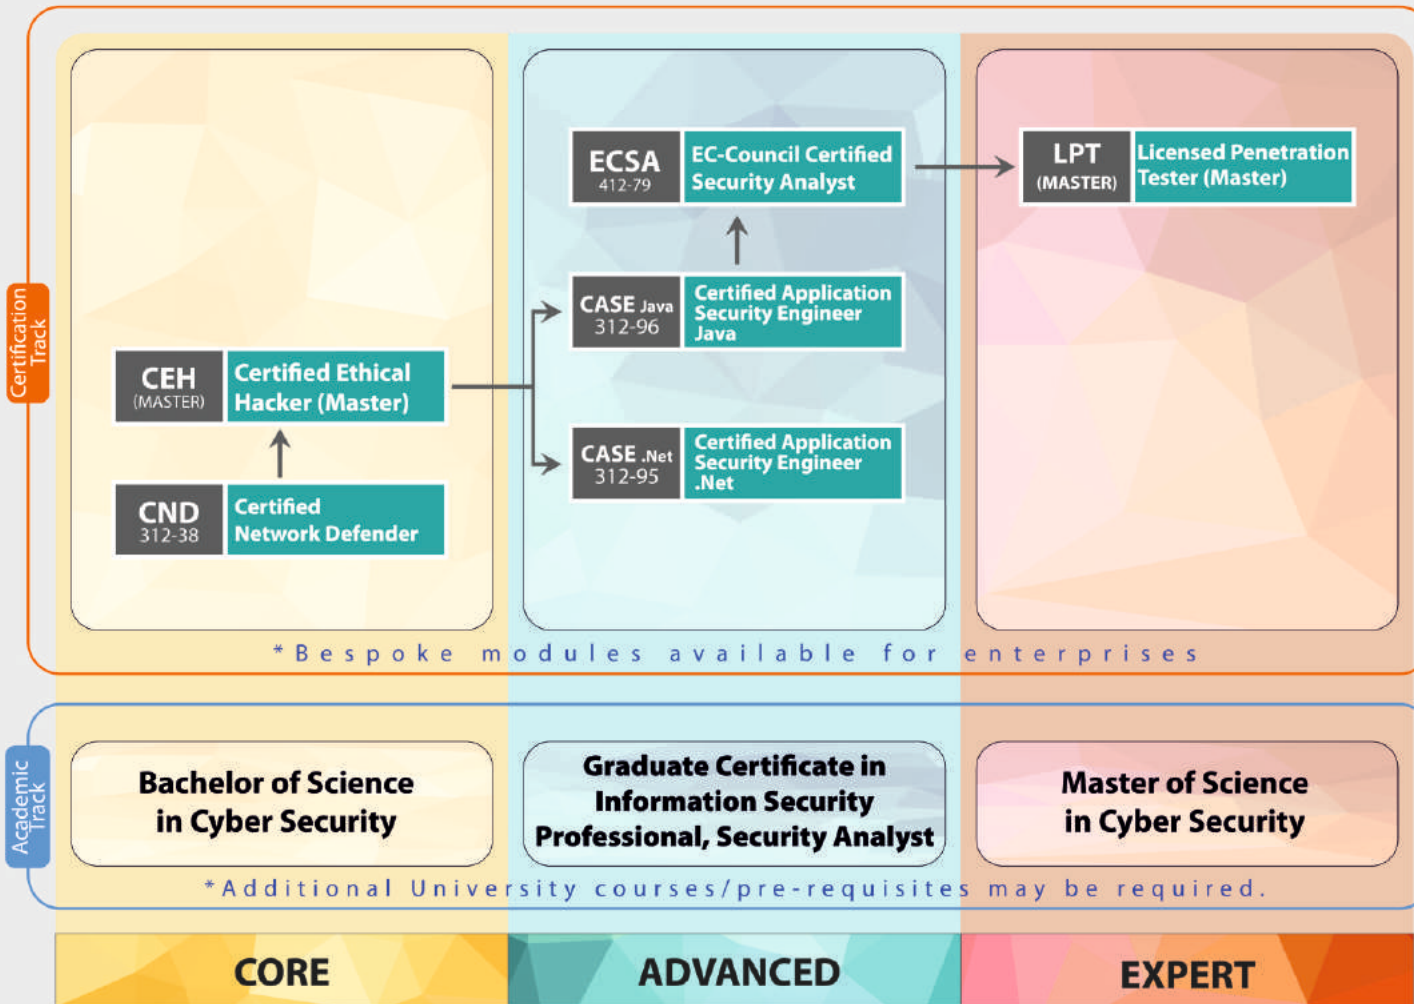 Certification
Track
ECSA
412-79
EC-Council Certified
Security Analyst
LPT
(MASTER)
Licensed Penetration
Tester (Master)
CASE Java
312-96
Certified Application
Security Engineer
Java
CEH
(MASTER)
Certified Ethical
Hacker (Master)
CASE .Net
312-95
Certified Application
Security Engineer
.Net
CND
312-38
Certified
Network Defender
*Bespoke modules available for enterprises
Academic
Track
Bachelor of Science
in Cyber Security
Graduate Certificate in
Information Security
Professional, Security Analyst
Master of Science
in Cyber Security
*Additional University courses/pre-requisites may be required.
CORE
ADVANCED
EXPERT